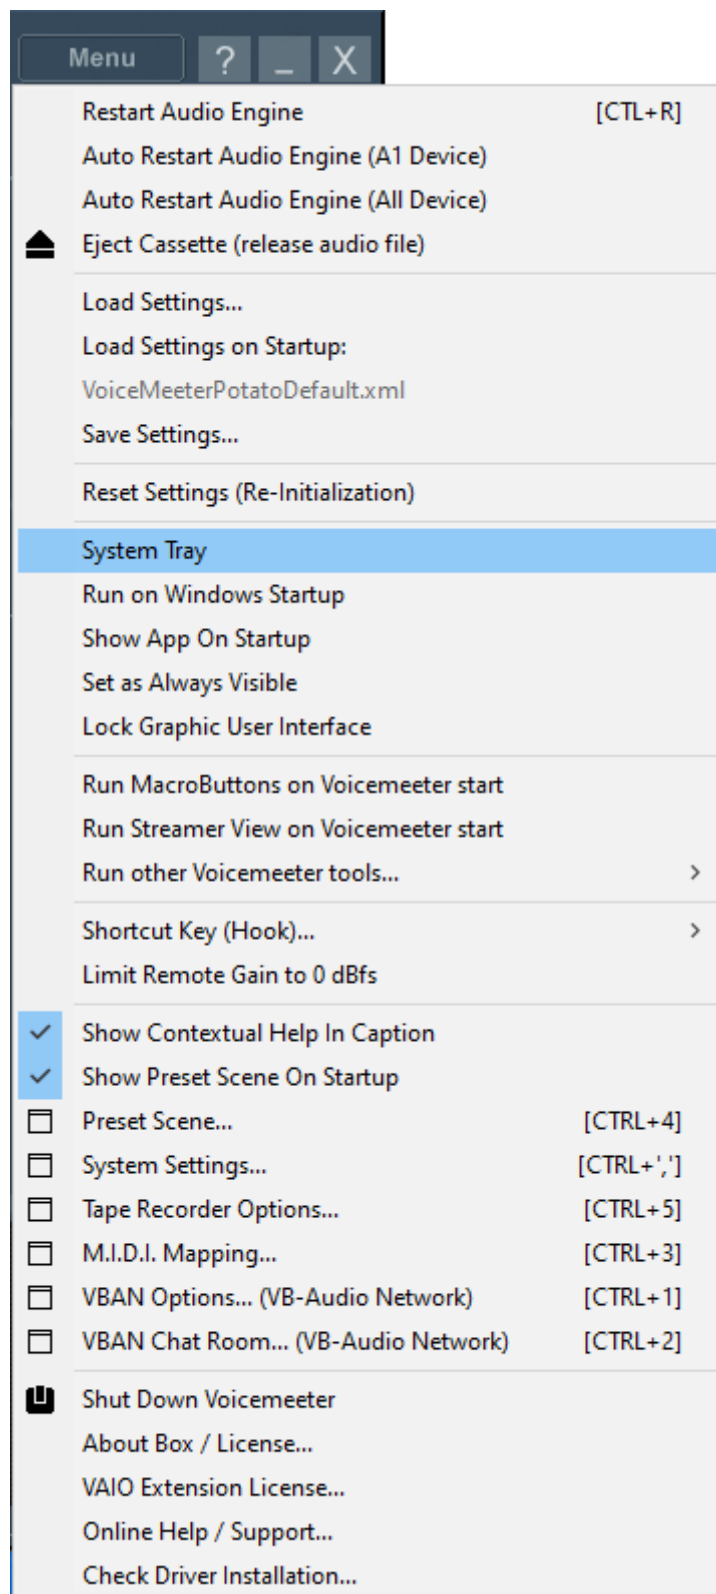 Menu ? _ X
Restart Audio Engine [CTL+R]
Auto Restart Audio Engine (A1 Device)
Auto Restart Audio Engine (All Device)
Eject Cassette (release audio file)
Load Settings...
Load Settings on Startup:
VoiceMeeterPotatoDefault.xml
Save Settings...
Reset Settings (Re-Initialization)
System Tray
Run on Windows Startup
Show App On Startup
Set as Always Visible
Lock Graphic User Interface
Run MacroButtons on Voicemeeter start
Run Streamer View on Voicemeeter start
Run other Voicemeeter tools...
Shortcut Key (Hook)...
Limit Remote Gain to 0 dBfs
Show Contextual Help In Caption
Show Preset Scene On Startup
Preset Scene... [CTRL+4]
System Settings... [CTRL+',']
Tape Recorder Options... [CTRL+5]
M.I.D.I. Mapping... [CTRL+3]
VBAN Options... (VB-Audio Network) [CTRL+1]
VBAN Chat Room... (VB-Audio Network) [CTRL+2]
Shut Down Voicemeeter
About Box / License...
VAIO Extension License...
Online Help / Support...
Check Driver Installation...